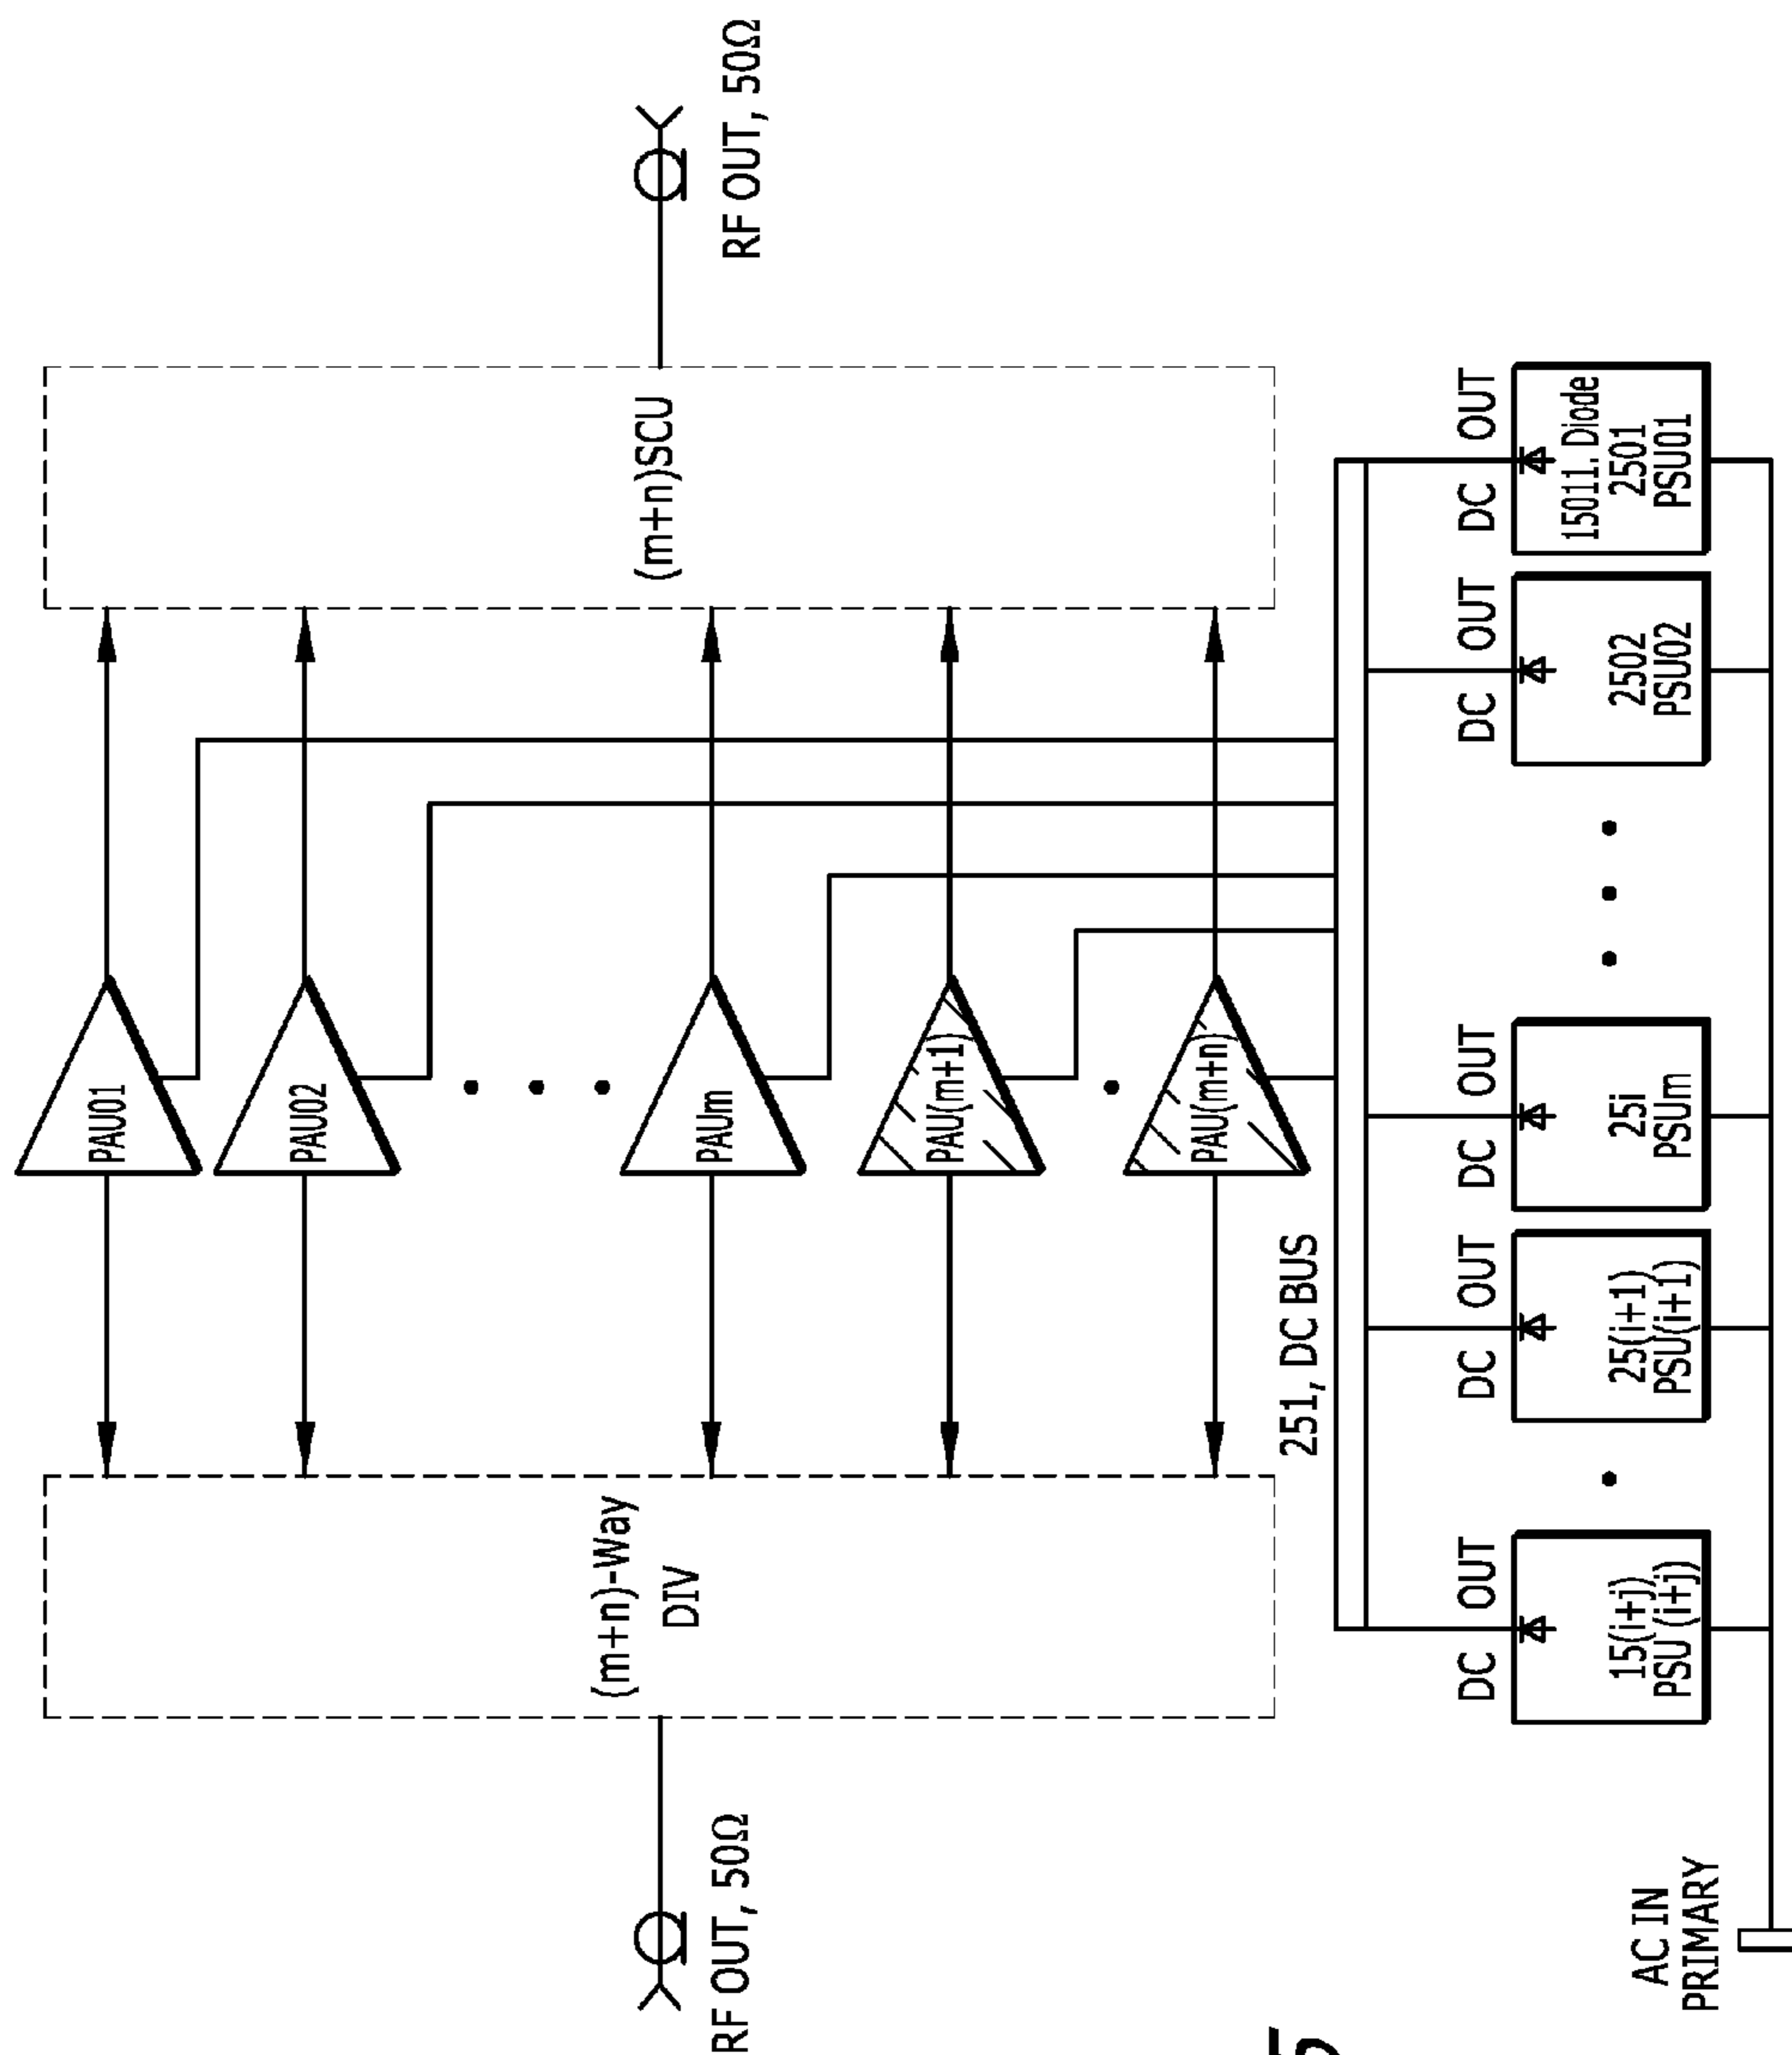 RF OUT, 50Ω
(m+n)-Way
DIV
PAU01
PAU02
PAUm
PAU(m+1)
PAU(m+n)
(m+n)SCU
RF OUT, 50Ω
251, DC BUS
DC OUT
15(i+j)
PSU (i+j)
DC OUT
25(i+1)
PSU(i+1)
DC OUT
25i
PSUm
DC OUT
2502
PSU02
DC OUT
15011. Diode
2501
PSU01
AC IN
PRIMARY